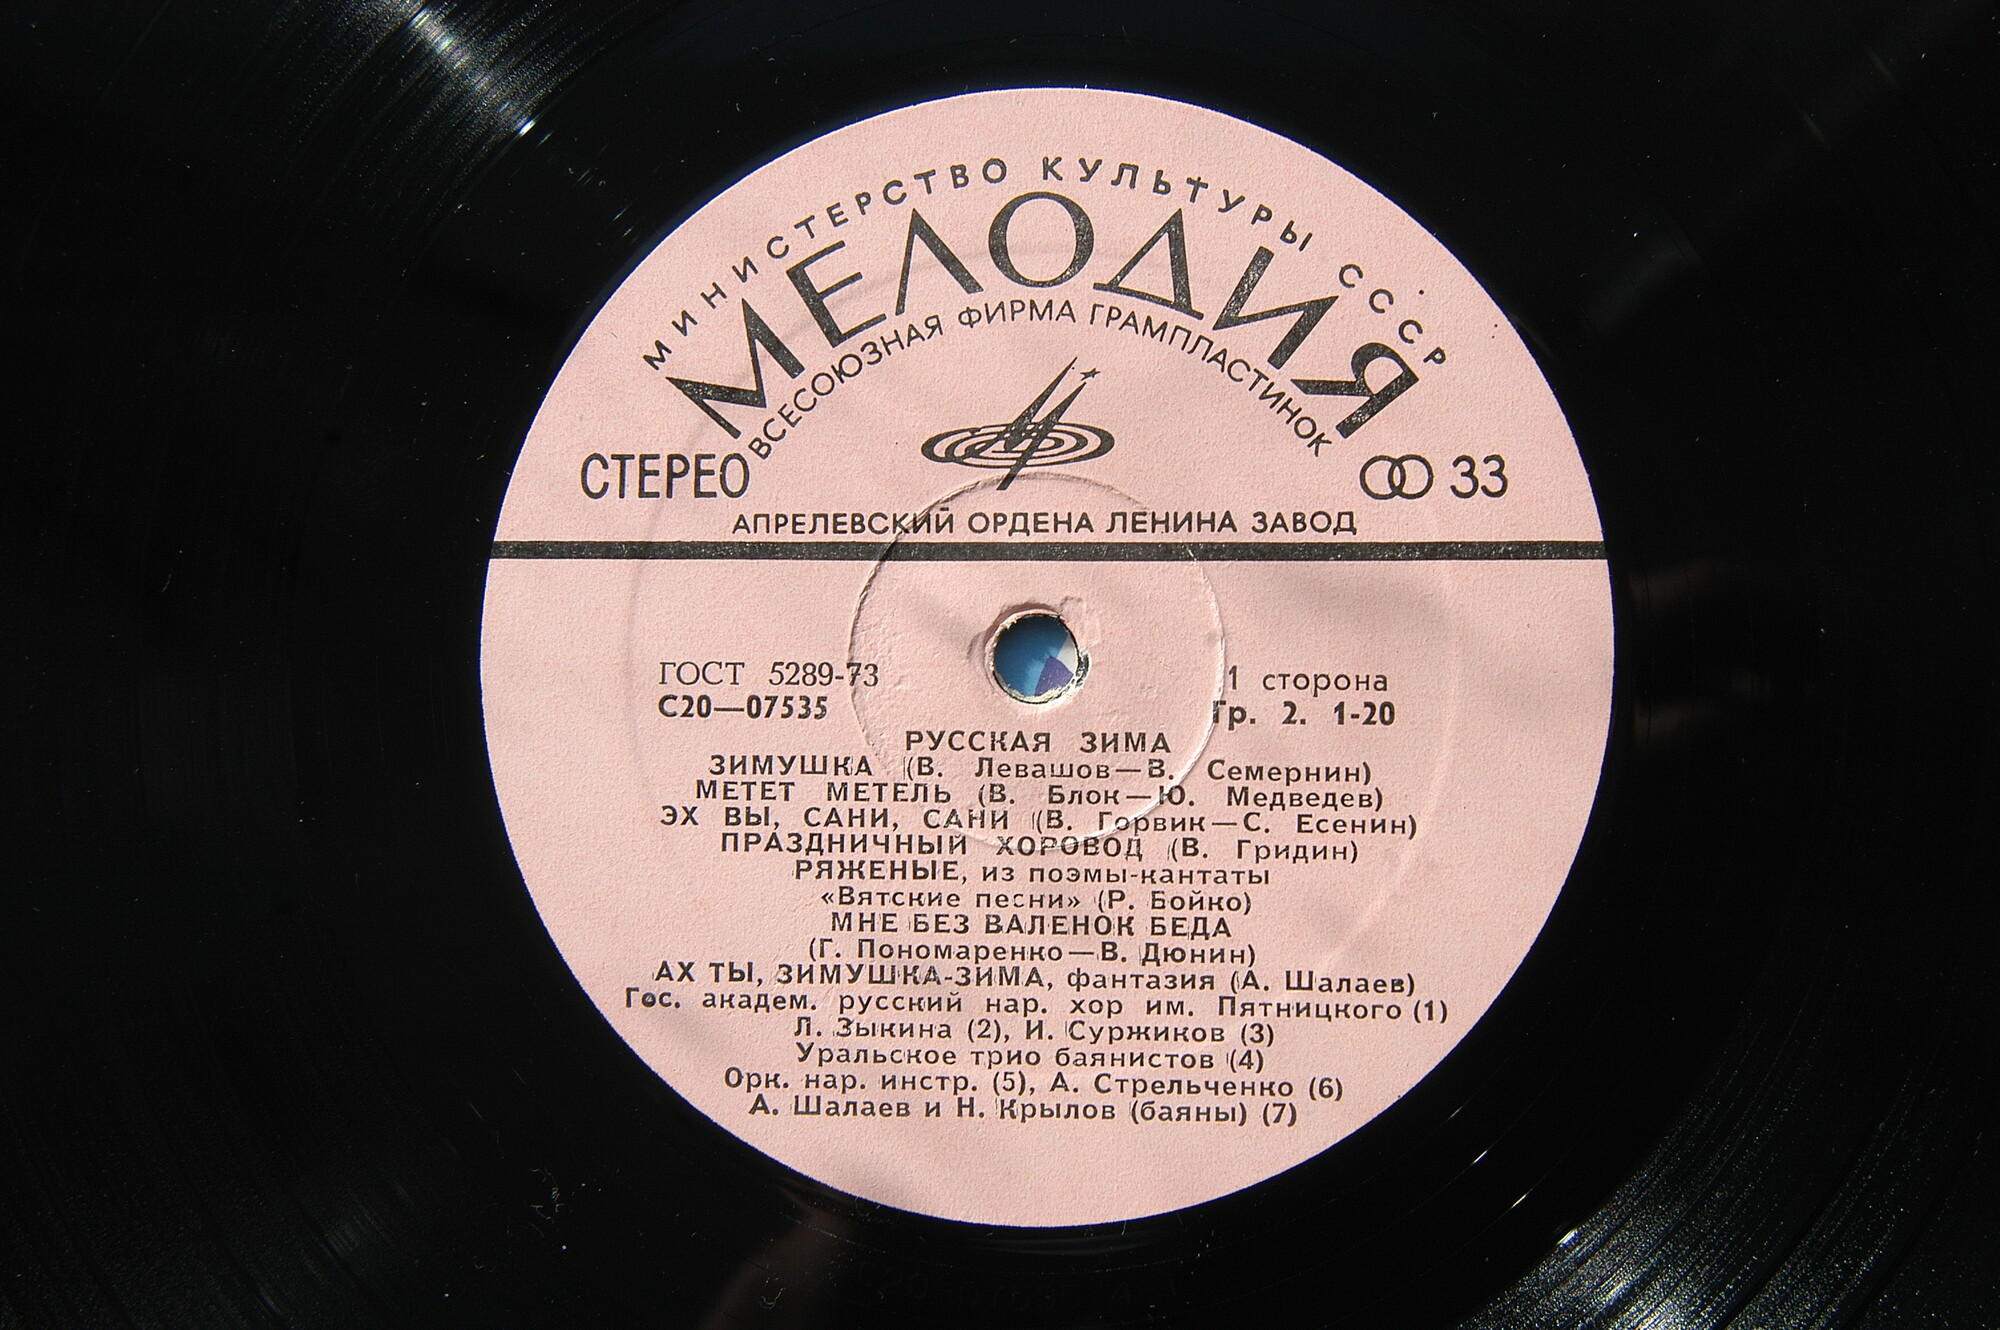 МИНИСТЕРСТВО КУЛЬТУРЫ СССР
МЕЛОДИЯ
ВСЕСОЮЗНАЯ ФИРМА ГРАМПЛАСТИНОК
СТЕРЕО
33
АПРЕЛЕВСКИЙ ОРДЕНА ЛЕНИНА ЗАВОД
ГОСТ 5289-73
1 сторона
С20—07535
Гр. 2. 1-20
РУССКАЯ ЗИМА
ЗИМУШКА (В. Левашов—В. Семернин)
МЕТЕТ МЕТЕЛЬ (В. Блок—Ю. Медведев)
ЭХ ВЫ, САНИ, САНИ (В. Горвик—С. Есенин)
ПРАЗДНИЧНЫЙ ХОРОВОД (В. Гридин)
РЯЖЕНЫЕ, из поэмы-кантаты
«Вятские песни» (Р. Бойко)
МНЕ БЕЗ ВАЛЕНОК БЕДА
(Г. Пономаренко—В. Дюнин)
АХ ТЫ, ЗИМУШКА-ЗИМА, фантазия (А. Шалаев)
Гос. академ. русский нар. хор им. Пятницкого (1)
Л. Зыкина (2), И. Суржиков (3)
Уральское трио баянистов (4)
Орк. нар. инстр. (5), А. Стрельченко (6)
А. Шалаев и Н. Крылов (баяны) (7)